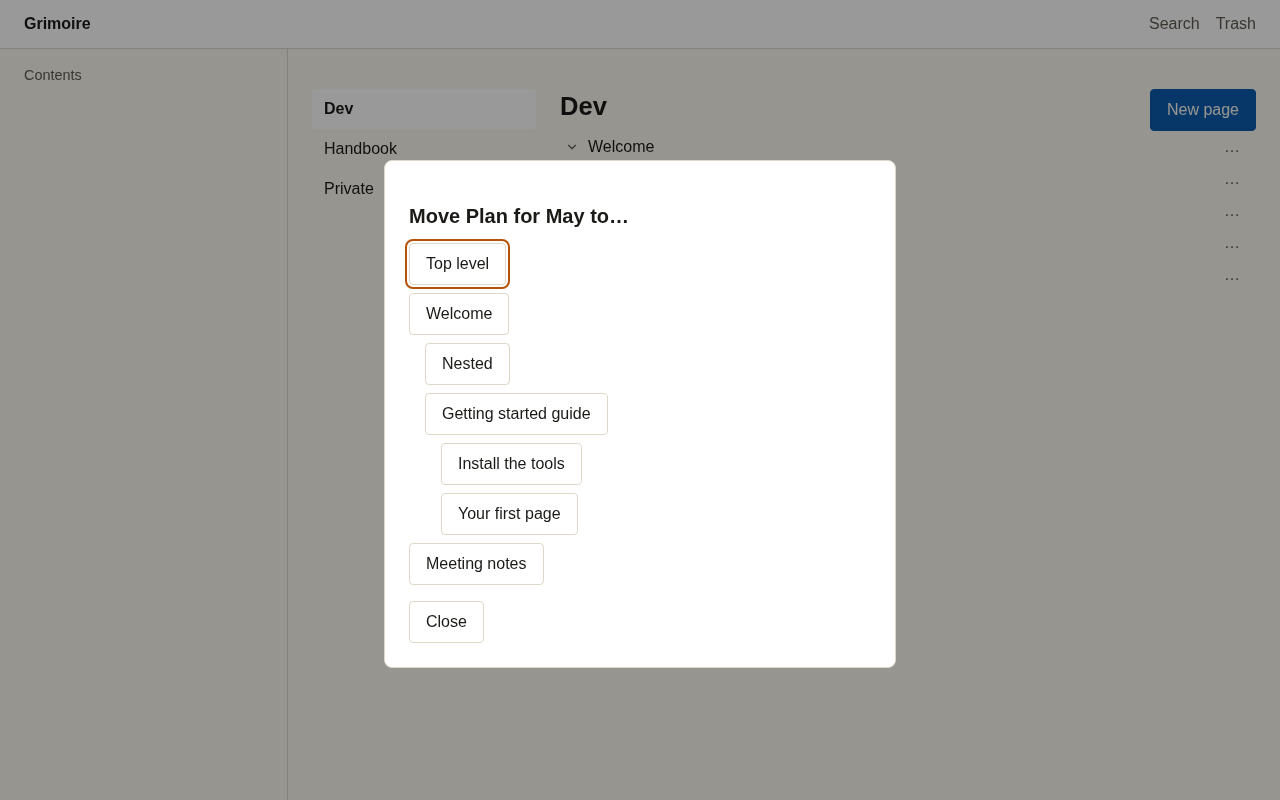 Grimoire
Search Trash
Contents
Dev
Handbook
Private
Dev
New page
Welcome
…
…
…
…
…
Move Plan for May to…
Top level
Welcome
Nested
Getting started guide
Install the tools
Your first page
Meeting notes
Close